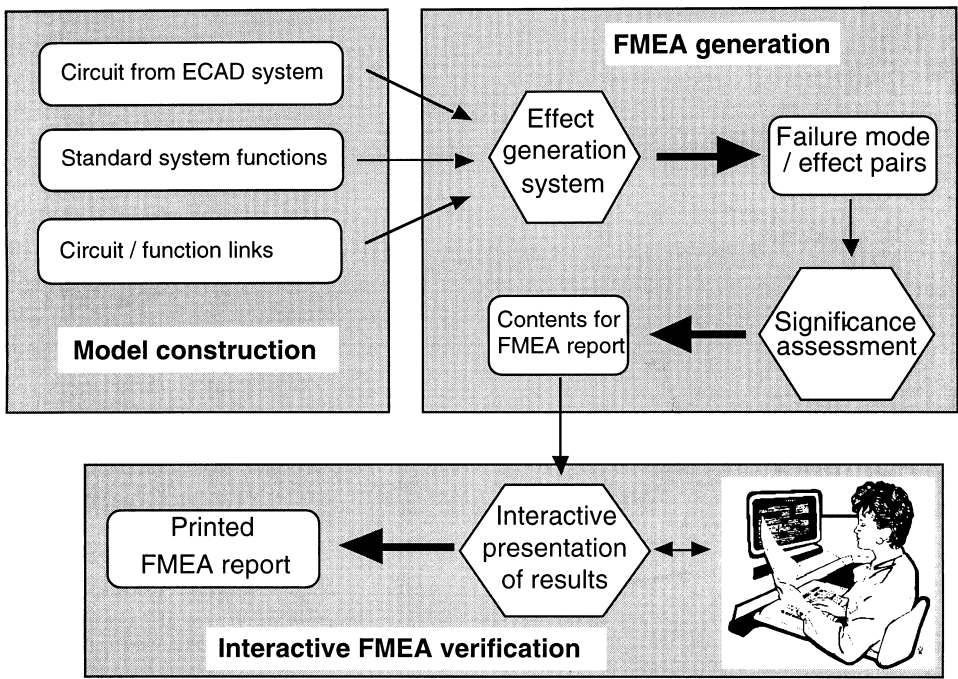 Circuit from ECAD system
Standard system functions
Circuit / function links
Model construction
FMEA generation
Effect
generation
system
Failure mode
/ effect pairs
Significance
assessment
Contents for
FMEA report
Interactive
presentation
of results
Printed
FMEA report
Interactive FMEA verification